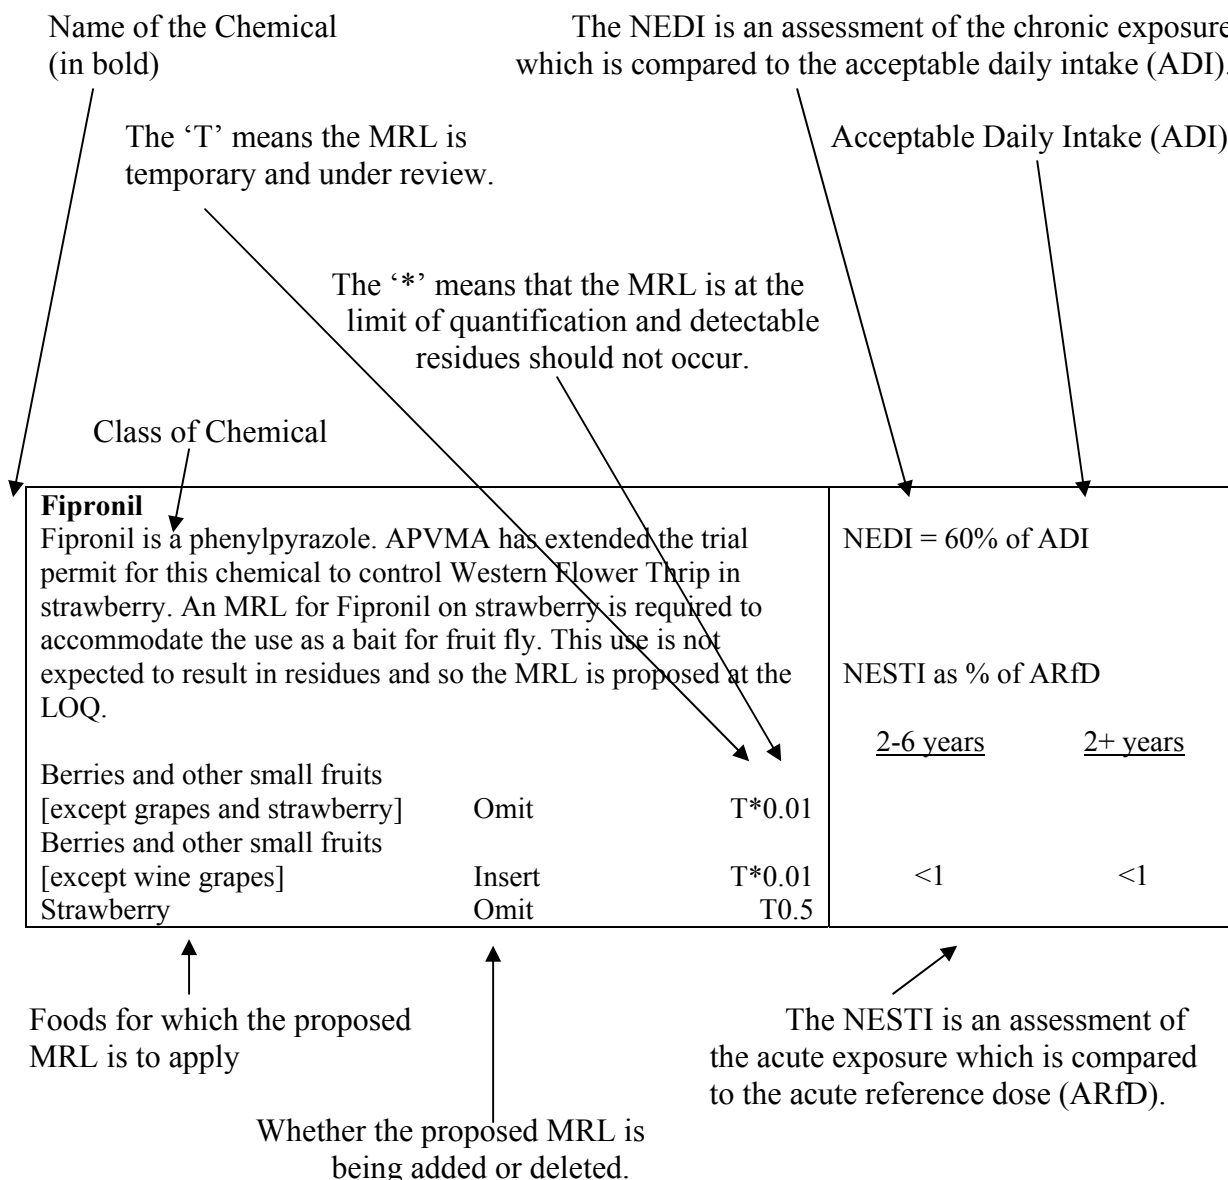 Name of the Chemical
(in bold)
The NEDI is an assessment of the chronic exposure
which is compared to the acceptable daily intake (ADI).
The ‘T’ means the MRL is
temporary and under review.
Acceptable Daily Intake (ADI)
The ‘*’ means that the MRL is at the
limit of quantification and detectable
residues should not occur.
Class of Chemical
Fipronil
Fipronil is a phenylpyrazole. APVMA has extended the trial
permit for this chemical to control Western Flower Thrip in
strawberry. An MRL for Fipronil on strawberry is required to
accommodate the use as a bait for fruit fly. This use is not
expected to result in residues and so the MRL is proposed at the
LOQ.
NEDI = 60% of ADI
NESTI as % of ARfD
2-6 years 2+ years
Berries and other small fruits
[except grapes and strawberry] Omit T*0.01
Berries and other small fruits
[except wine grapes] Insert T*0.01 <1 <1
Strawberry Omit T0.5
Foods for which the proposed
MRL is to apply
The NESTI is an assessment of
the acute exposure which is compared
to the acute reference dose (ARfD).
Whether the proposed MRL is
being added or deleted.